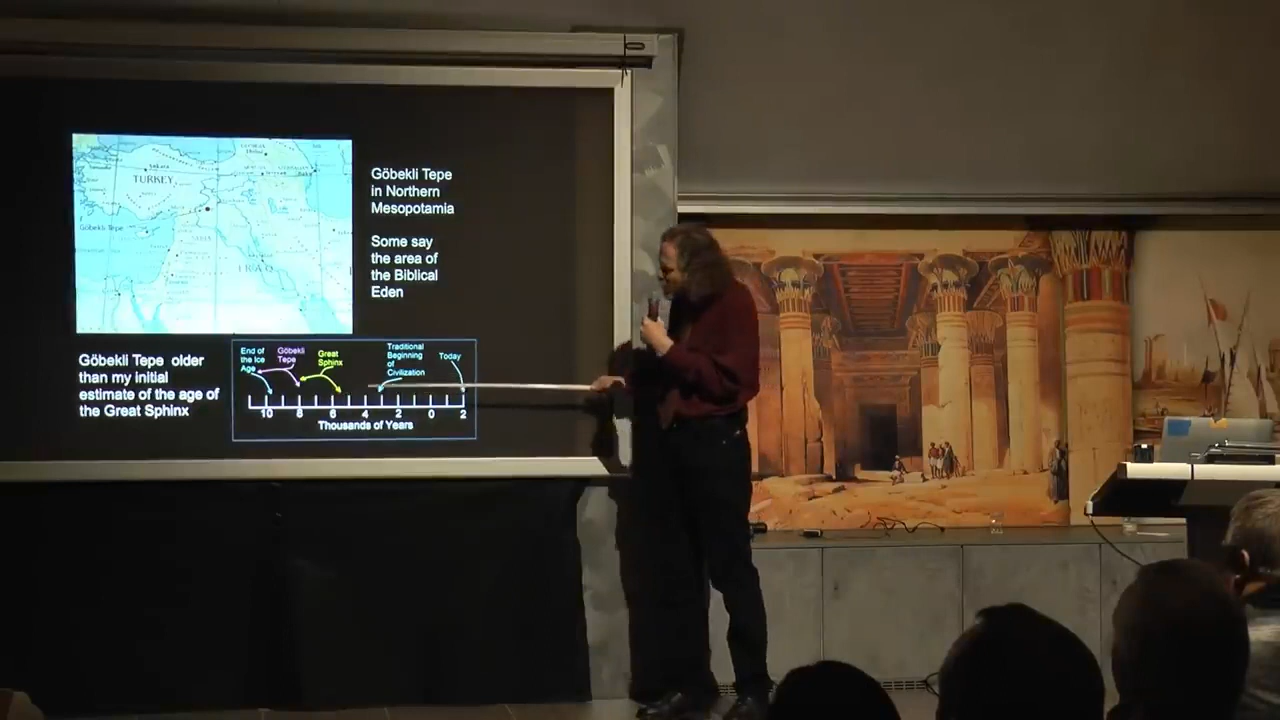 TURKEY
Göbekli Tepe
IRAQ
Göbekli Tepe
in Northern
Mesopotamia
Some say
the area of
the Biblical
Eden
Göbekli Tepe older
than my initial
estimate of the age of
the Great Sphinx
End of
the Ice
Age
Göbekli
Tepe
Great
Sphinx
Traditional
Beginning
of
Civilization
Today
10 8 6 4 2 0 2
Thousands of Years